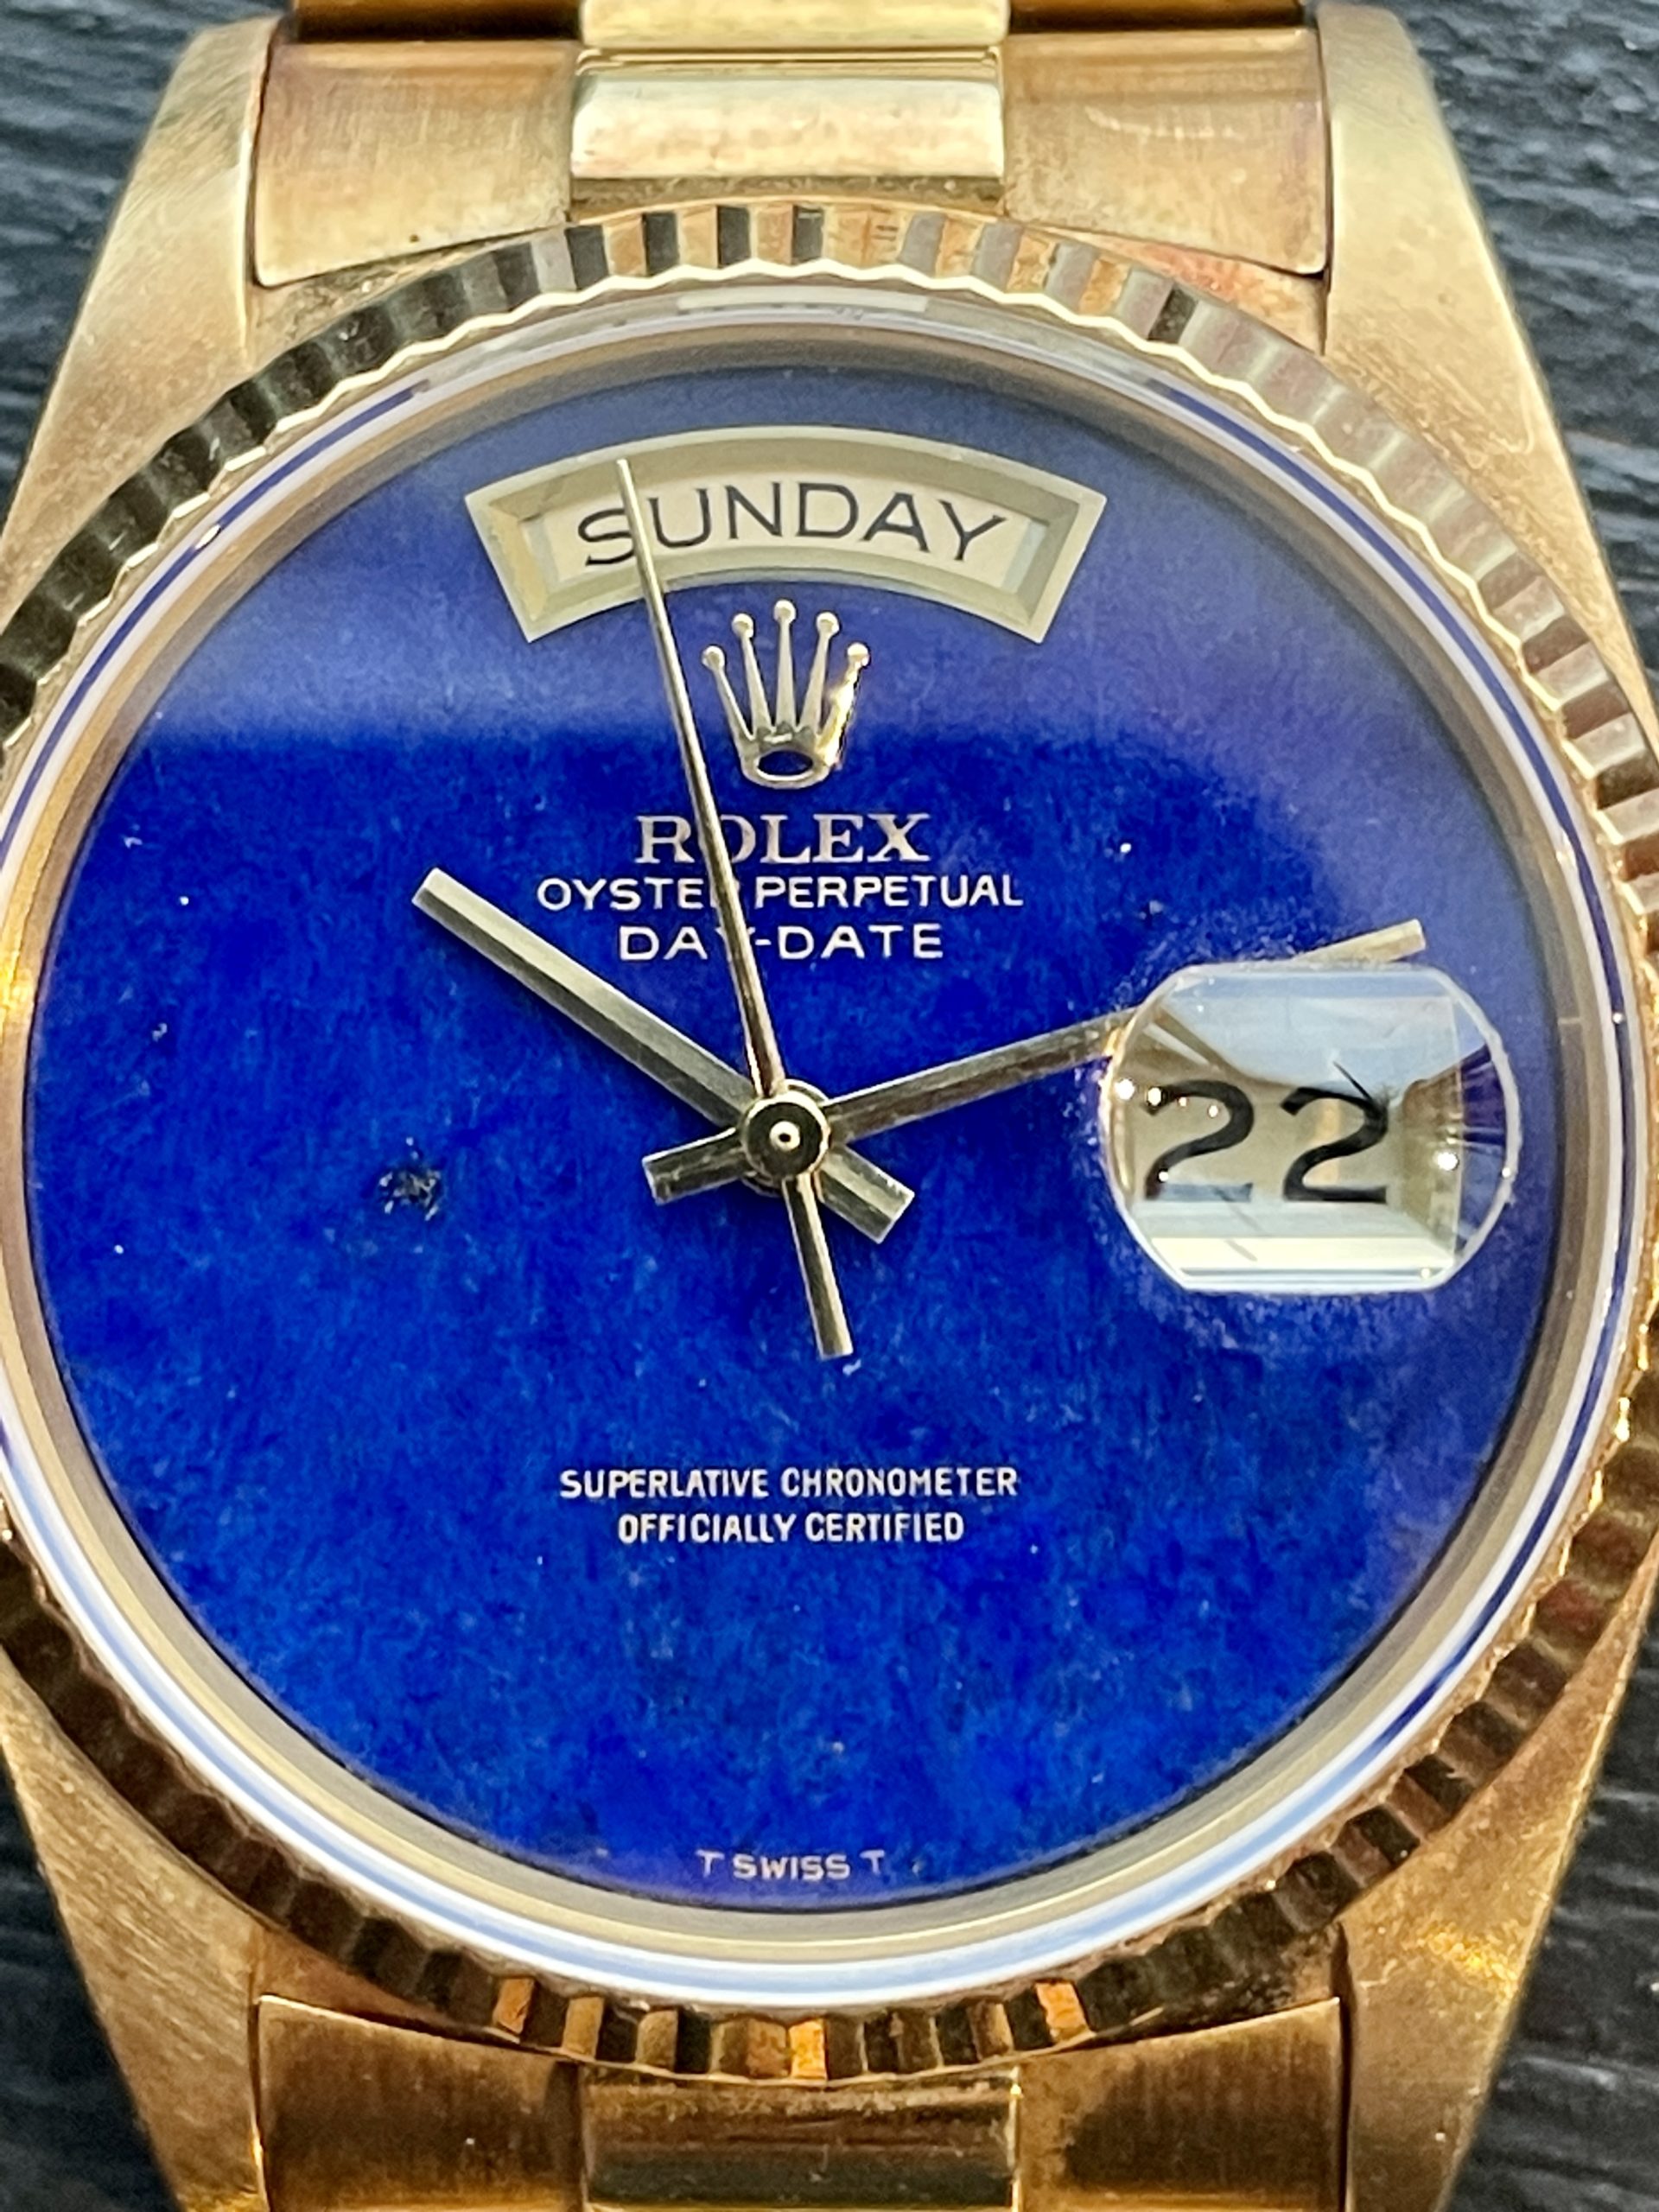 SUNDAY
ROLEX
OYSTER PERPETUAL
DAY-DATE
22
SUPERLATIVE CHRONOMETER
OFFICIALLY CERTIFIED
T SWISS T